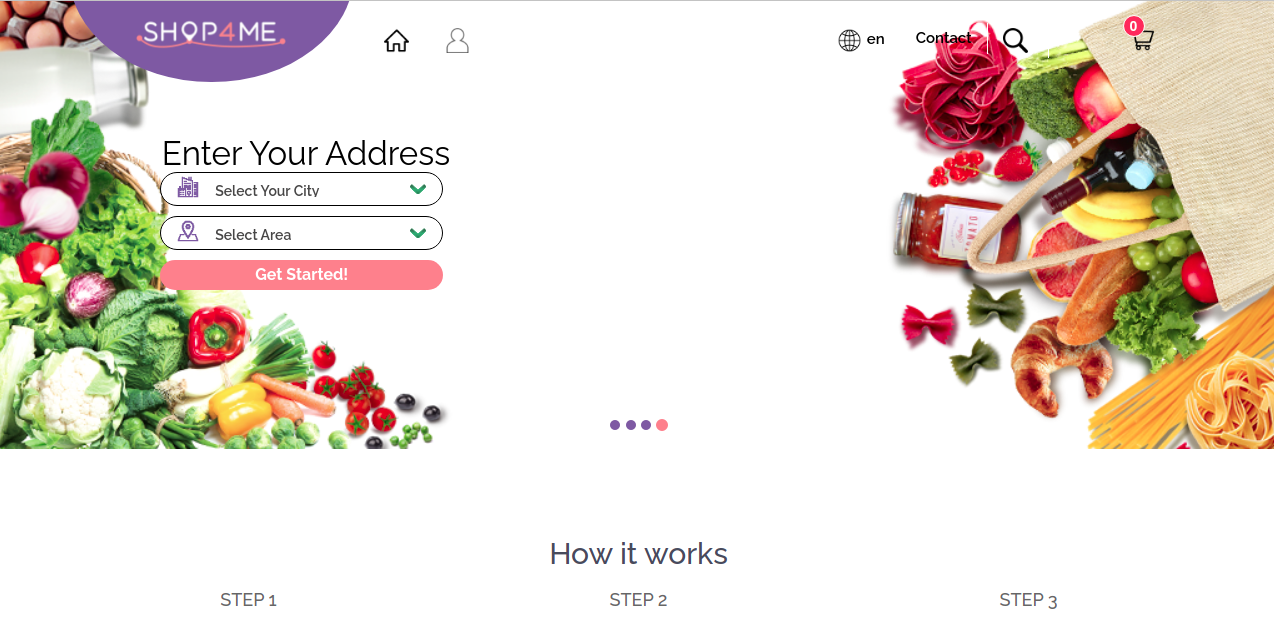 SHOP4ME
en
Contact
0
Enter Your Address
Select Your City
Select Area
Get Started!
TOMATO
How it works
STEP 1
STEP 2
STEP 3